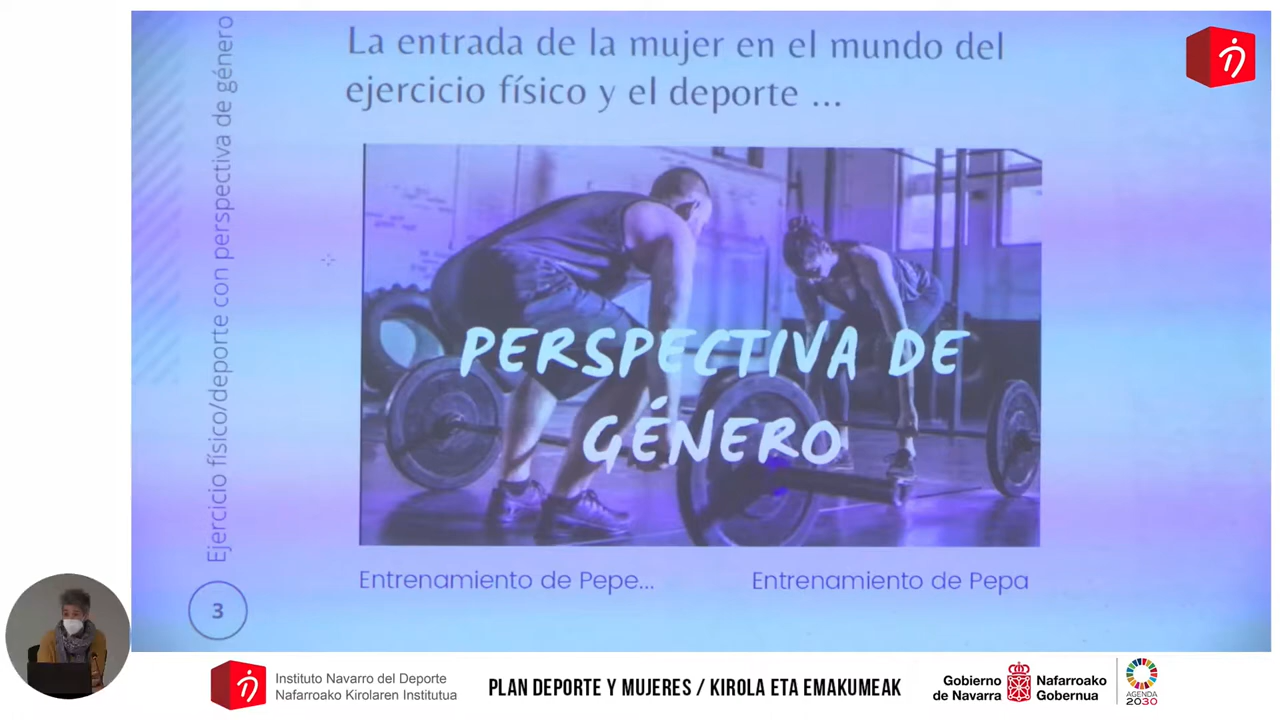 La entrada de la mujer en el mundo del
ejercicio físico y el deporte ...
Ejercicio físico/deporte con perspectiva de género
PERSPECTIVA DE
GÉNERO
Entrenamiento de Pepe...
Entrenamiento de Pepa
3
Instituto Navarro del Deporte
Nafarroako Kirolaren Institutua
PLAN DEPORTE Y MUJERES / KIROLA ETA EMAKUMEAK
Gobierno
de Navarra
Nafarroako
Gobernua
AGENDA
2030